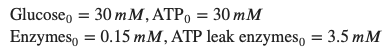 Glucose₀ = 30 mM, ATP₀ = 30 mM
Enzymes₀ = 0.15 mM, ATP leak enzymes₀ = 3.5 mM